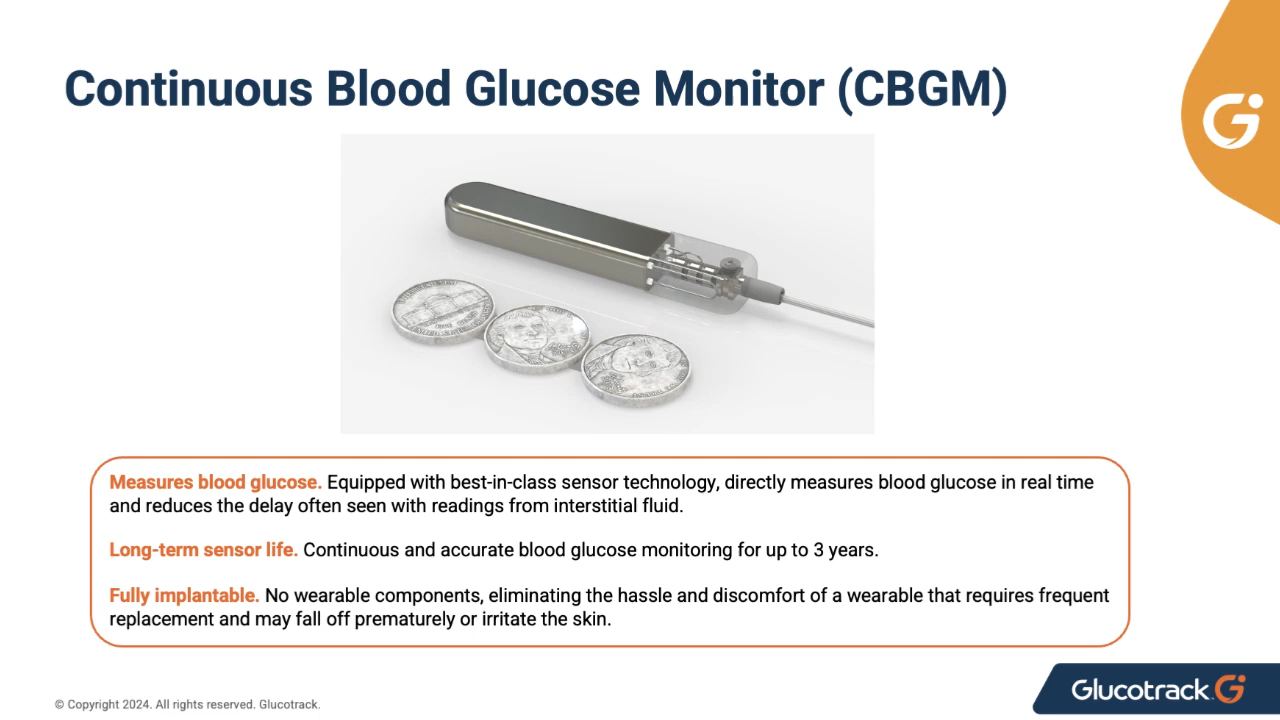 Continuous Blood Glucose Monitor (CBGM)
Measures blood glucose. Equipped with best-in-class sensor technology, directly measures blood glucose in real time
and reduces the delay often seen with readings from interstitial fluid.
Long-term sensor life. Continuous and accurate blood glucose monitoring for up to 3 years.
Fully implantable. No wearable components, eliminating the hassle and discomfort of a wearable that requires frequent
replacement and may fall off prematurely or irritate the skin.
© Copyright 2024. All rights reserved. Glucotrack.
Glucotrack